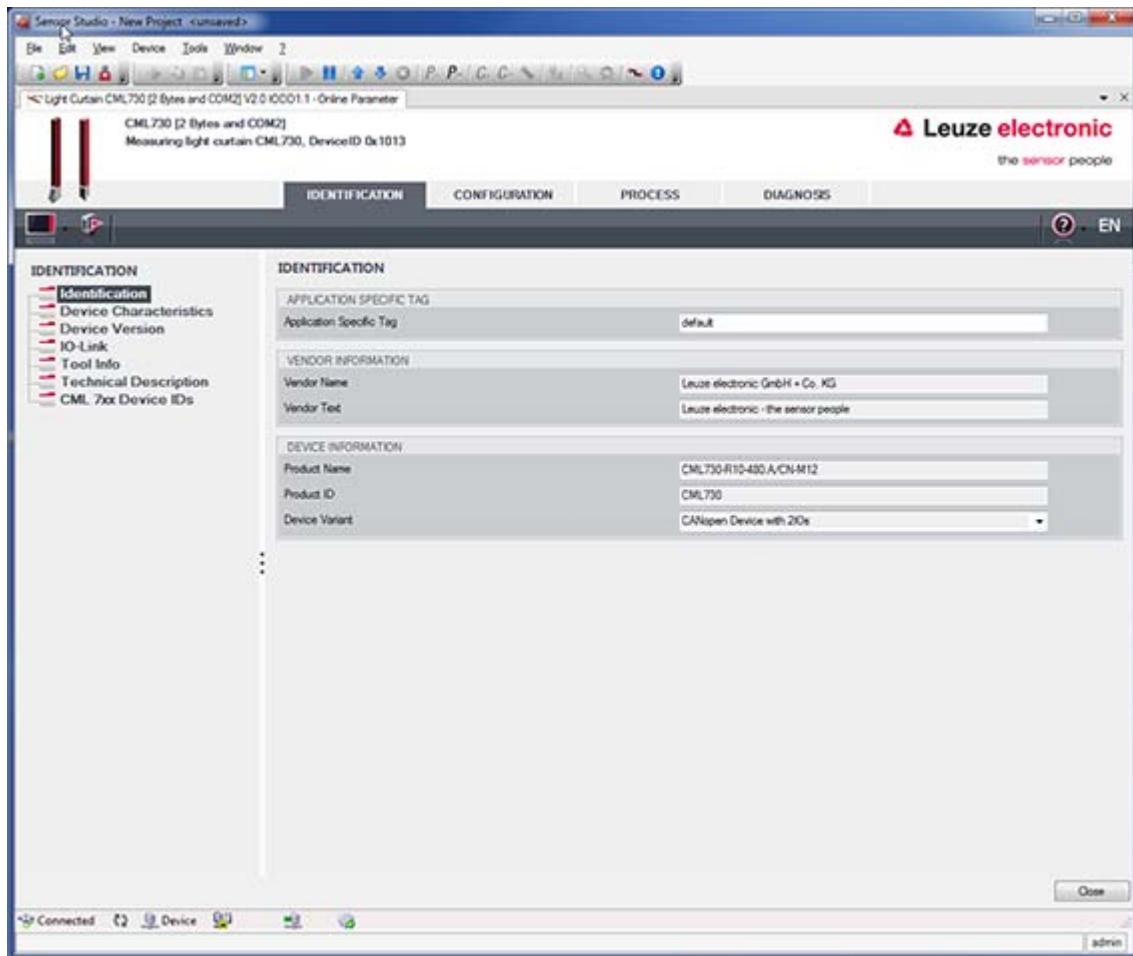 Sensor Studio - New Project <unsaved>
File Edit View Device Tools Window ?
P- P- C- C-
Light Curtain CML730 [2 Bytes and COM2] V2.0 IODD1.1 - Online Parameter
CML730 [2 Bytes and COM2]
Measuring light curtain CML730, DeviceID 0x1013
Leuze electronic
the sensor people
IDENTIFICATION CONFIGURATION PROCESS DIAGNOSIS
EN
IDENTIFICATION
Identification
Device Characteristics
Device Version
IO-Link
Tool Info
Technical Description
CML 7xx Device IDs
IDENTIFICATION
APPLICATION SPECIFIC TAG
Application Specific Tag default
VENDOR INFORMATION
Vendor Name Leuze electronic GmbH + Co. KG
Vendor Text Leuze electronic - the sensor people
DEVICE INFORMATION
Product Name CML730-R10-480.A/CN-M12
Product ID CML730
Device Variant CANopen Device with 2IOs
Close
Connected Device
admin